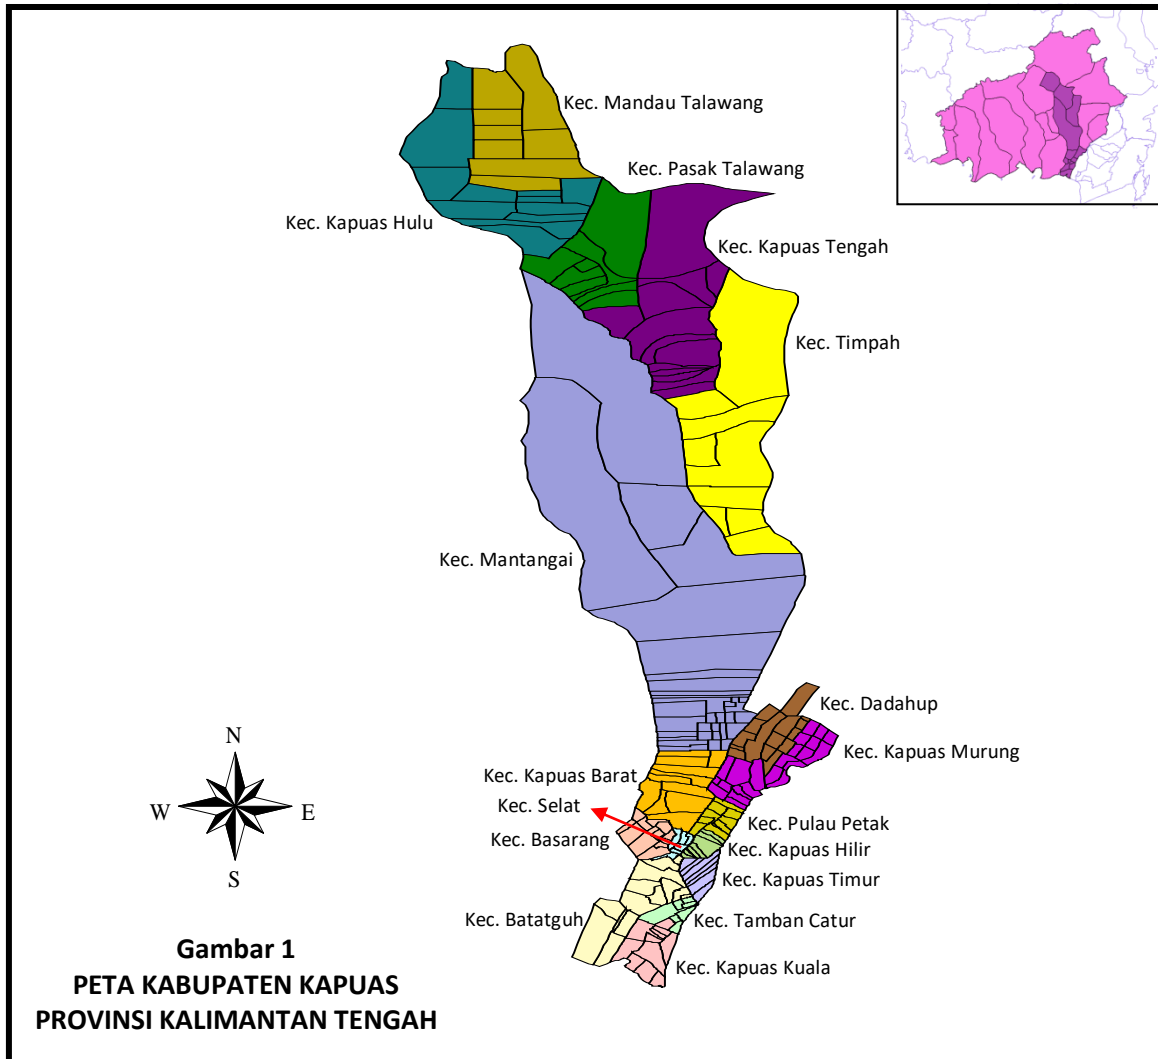 Kec. Mandau Talawang
Kec. Pasak Talawang
Kec. Kapuas Hulu
Kec. Kapuas Tengah
Kec. Timpah
Kec. Mantangai
Kec. Dadahup
Kec. Kapuas Murung
Kec. Kapuas Barat
Kec. Selat
Kec. Pulau Petak
Kec. Basarang
Kec. Kapuas Hilir
Kec. Kapuas Timur
Kec. Batatguh
Kec. Tamban Catur
Kec. Kapuas Kuala
N
W
E
S
Gambar 1
PETA KABUPATEN KAPUAS
PROVINSI KALIMANTAN TENGAH